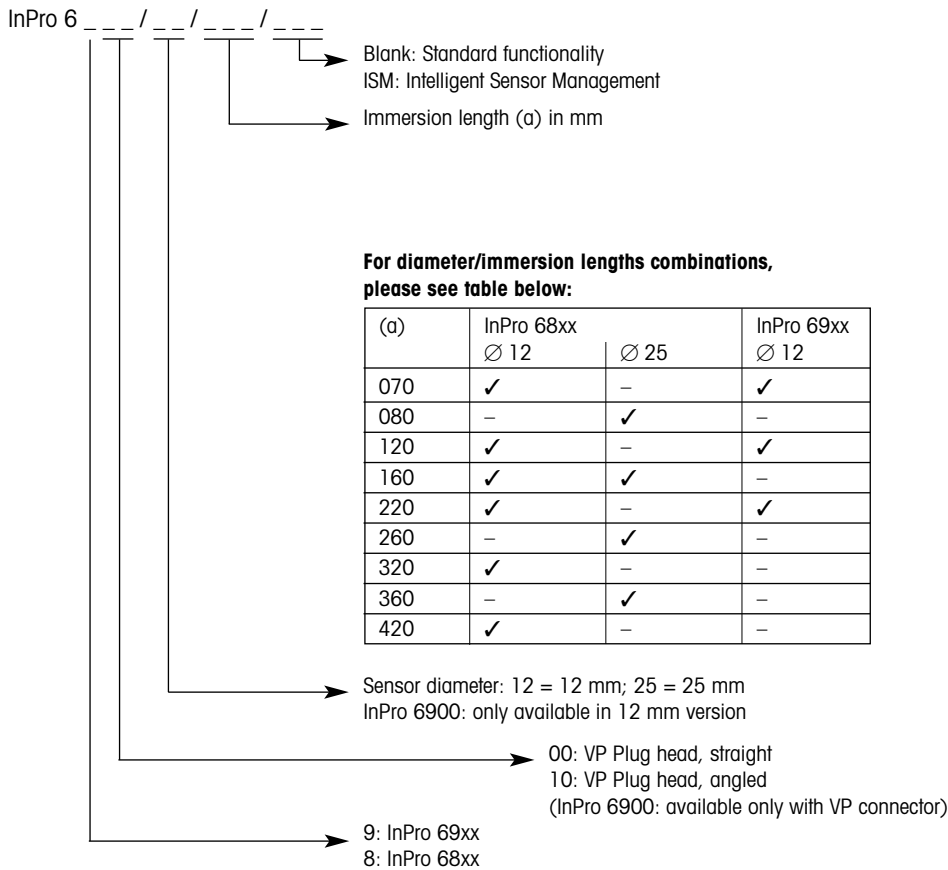 InPro 6 _ _ _ / _ _ / _ _ _ / _ _ _
Blank: Standard functionality
ISM: Intelligent Sensor Management
Immersion length (a) in mm
For diameter/immersion lengths combinations,
please see table below:
(a) InPro 68xx InPro 69xx
∅ 12 ∅ 25 ∅ 12
070 ✓ – ✓
080 – ✓ –
120 ✓ – ✓
160 ✓ ✓ –
220 ✓ – ✓
260 – ✓ –
320 ✓ – –
360 – ✓ –
420 ✓ – –
Sensor diameter: 12 = 12 mm; 25 = 25 mm
InPro 6900: only available in 12 mm version
00: VP Plug head, straight
10: VP Plug head, angled
(InPro 6900: available only with VP connector)
9: InPro 69xx
8: InPro 68xx